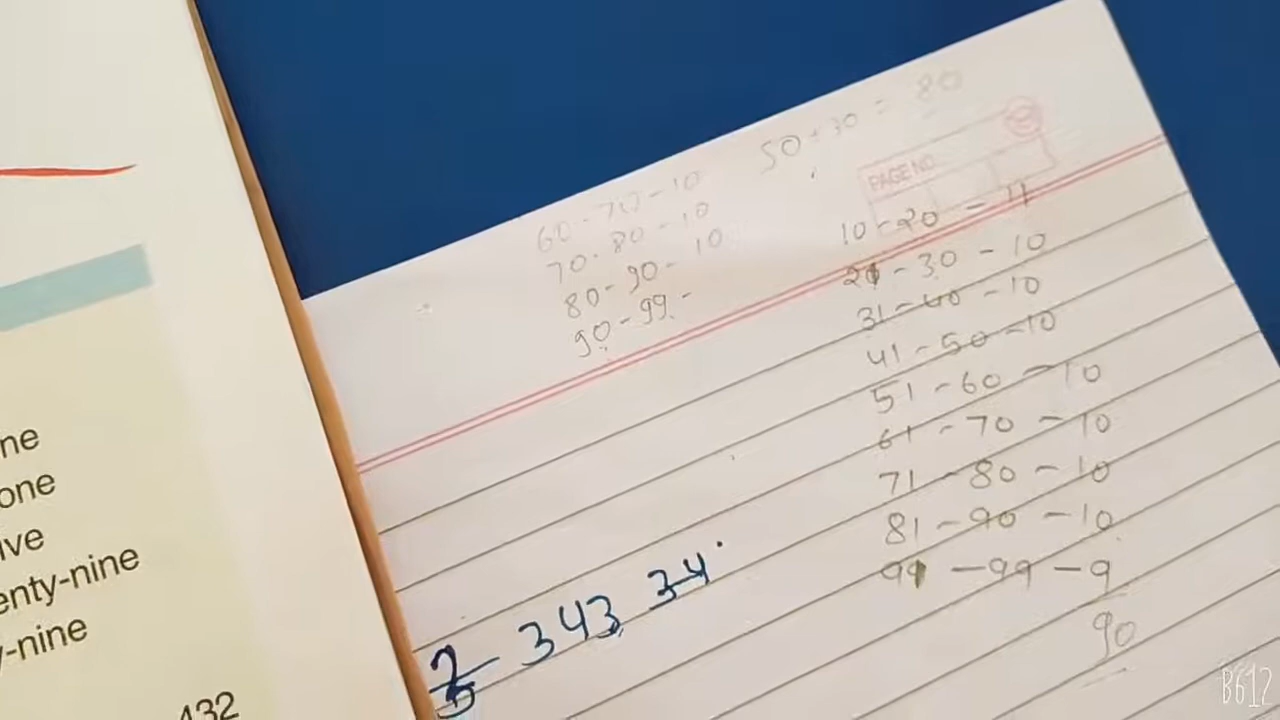 ne
one
ive
enty-nine
y-nine
432
50 + 30 = 80
60 - 70 - 10
70 - 80 - 10
80 - 90 - 10
90 - 99 -
PAGE NO.
10 - 20 - 11
21 - 30 - 10
31 - 40 - 10
41 - 50 - 10
51 - 60 - 10
61 - 70 - 10
71 - 80 - 10
81 - 90 - 10
91 - 99 - 9
90
343 34
B612